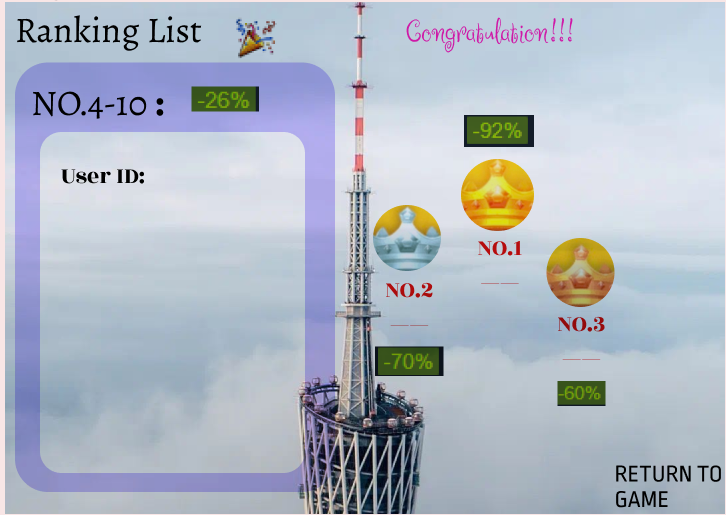 Ranking List
Congratulation!!!
NO.4-10 :
-26%
User ID:
-92%
NO.1
NO.2
NO.3
-70%
-60%
RETURN TO
GAME